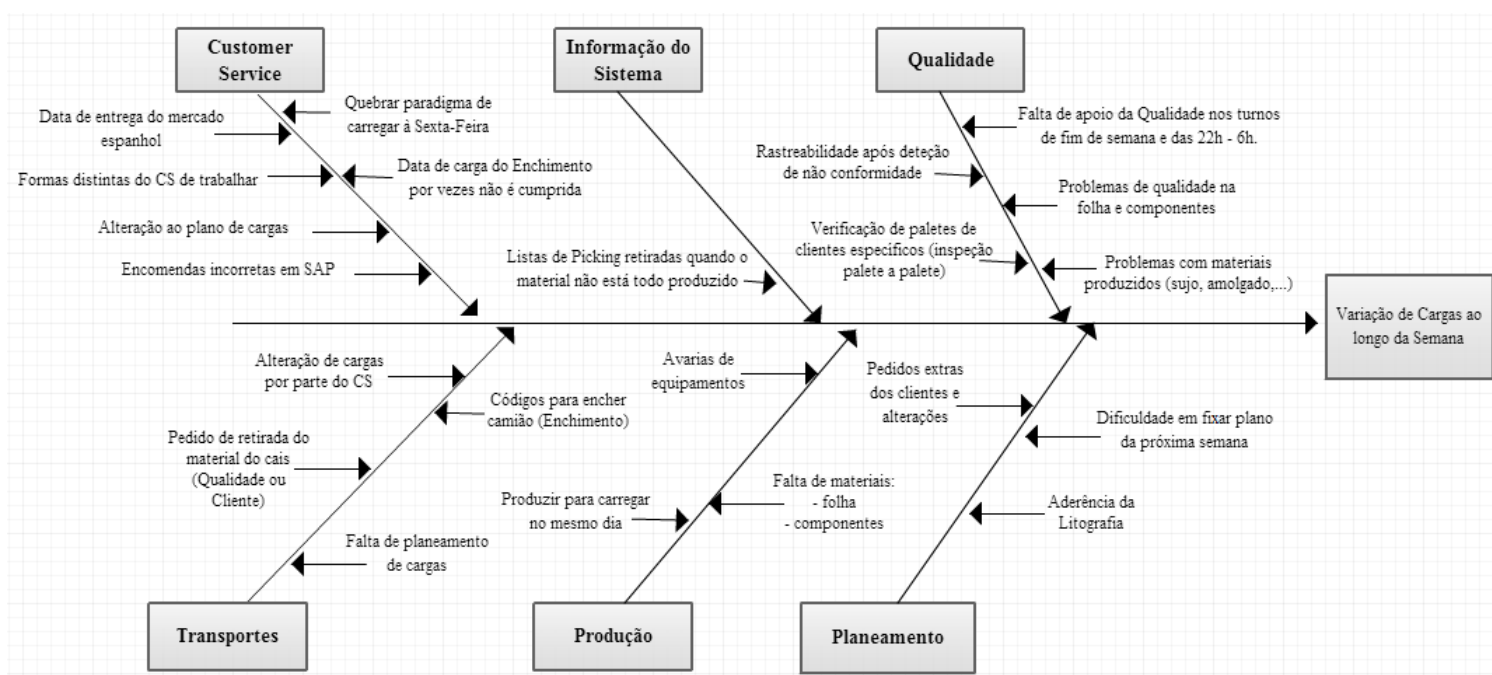 Customer
Service
Informação do
Sistema
Qualidade
Quebrar paradigma de
carregar à Sexta-Feira
Data de entrega do mercado
espanhol
Formas distintas do CS de trabalhar
Data de carga do Enchimento
por vezes não é cumprida
Alteração ao plano de cargas
Encomendas incorretas em SAP
Listas de Picking retiradas quando o
material não está todo produzido
Falta de apoio da Qualidade nos turnos
de fim de semana e das 22h - 6h.
Rastreabilidade após deteção
de não conformidade
Problemas de qualidade na
folha e componentes
Verificação de paletes de
clientes especificos (inspeção
palete a palete)
Problemas com materiais
produzidos (sujo, amolgado,...)
Variação de Cargas ao
longo da Semana
Alteração de cargas
por parte do CS
Códigos para encher
camião (Enchimento)
Pedido de retirada do
material do cais
(Qualidade ou
Cliente)
Falta de planeamento
de cargas
Avarias de
equipamentos
Produzir para carregar
no mesmo dia
Falta de materiais:
- folha
- componentes
Pedidos extras
dos clientes e
alterações
Dificuldade em fixar plano
da próxima semana
Aderência da
Litografia
Transportes
Produção
Planeamento